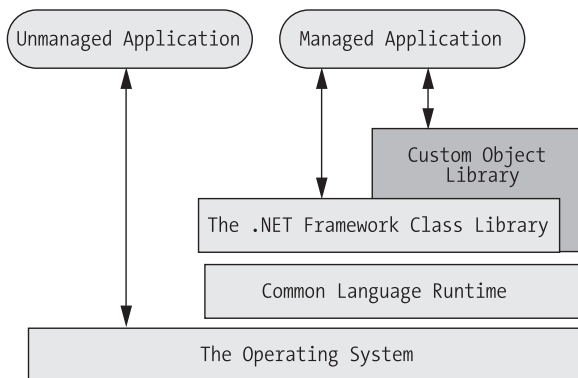 Unmanaged Application
Managed Application
Custom Object
Library
The .NET Framework Class Library
Common Language Runtime
The Operating System